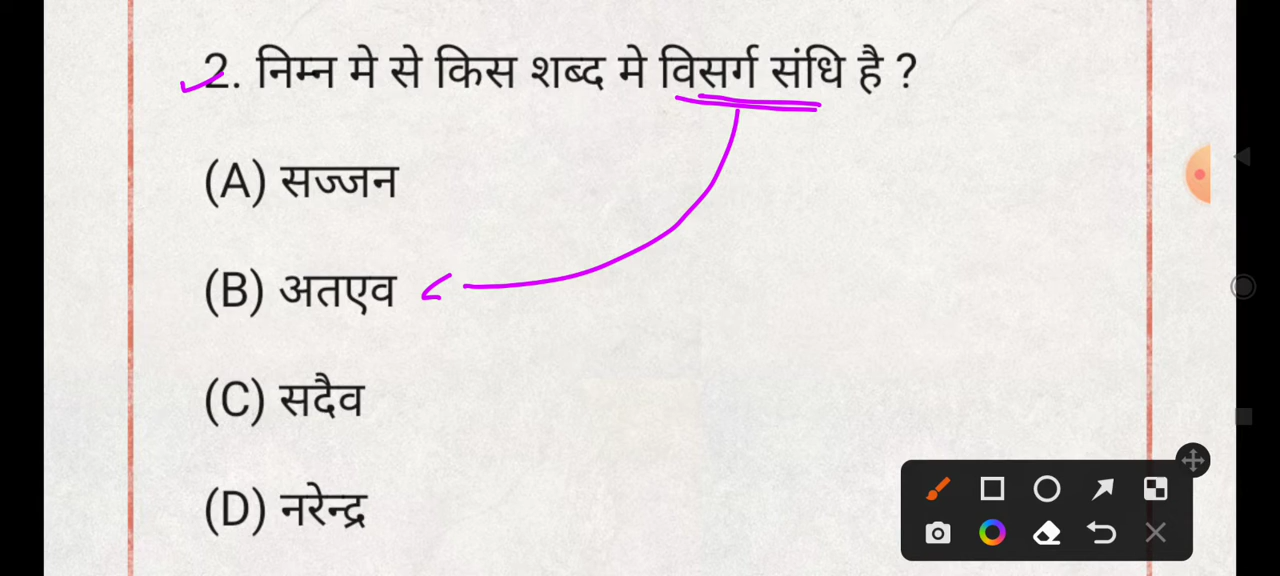 2. निम्न मे से किस शब्द मे विसर्ग संधि है ?
(A) सज्जन
(B) अतएव
(C) सदैव
(D) नरेन्द्र